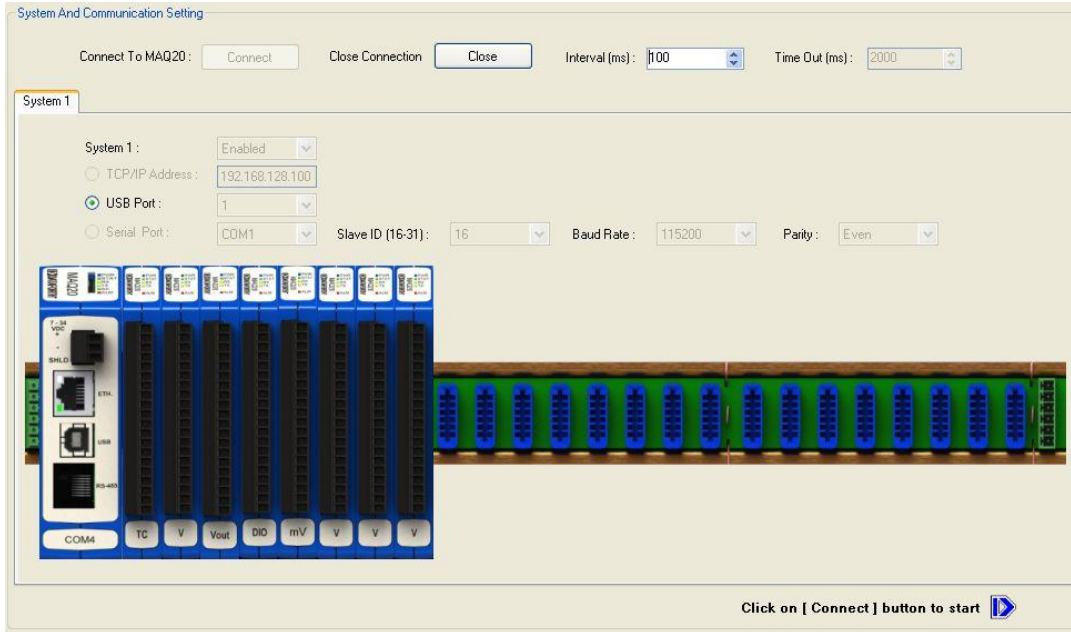 System And Communication Setting
Connect To MAQ20 : Connect Close Connection Close Interval (ms) : 100 Time Out (ms) : 2000
System 1
System 1 : Enabled
TCP/IP Address : 192.168.128.100
USB Port : 1
Serial Port : COM1 Slave ID (16-31) : 16 Baud Rate : 115200 Parity : Even
MAQ20
7 - 34
VDC
+
-
SHLD
ETH.
USB
RS-485
COM4 TC V Vout DIO mV V V V
Click on [ Connect ] button to start